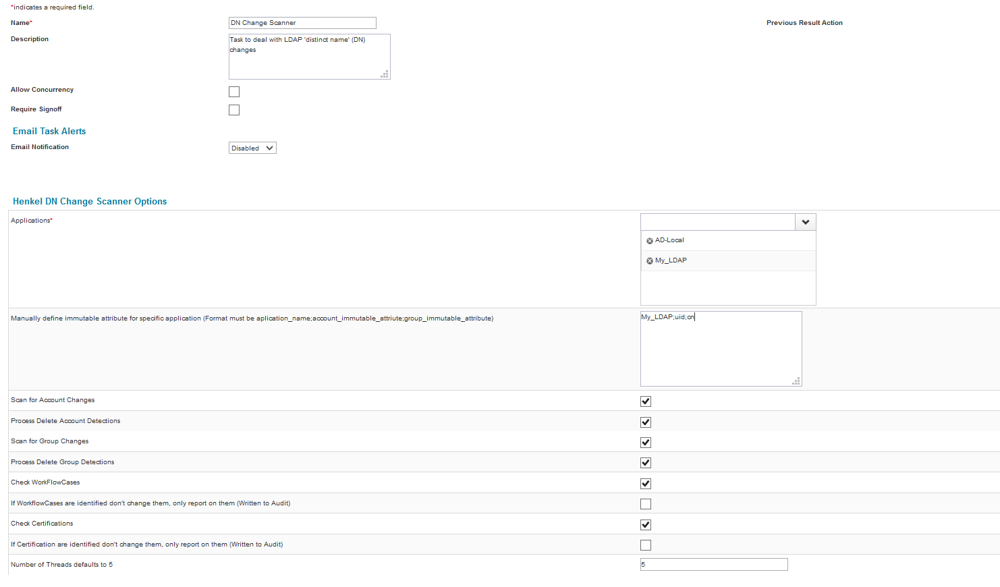 *indicates a required field.
Name* DN Change Scanner Previous Result Action
Description Task to deal with LDAP 'distinct name' (DN)
changes
Allow Concurrency
Require Signoff
Email Task Alerts
Email Notification Disabled
Henkel DN Change Scanner Options
Applications*
AD-Local
My_LDAP
Manually define immutable attribute for specific application (Format must be aplication_name;account_immutable_attriute;group_immutable_attribute) My_LDAP;uid;cn
Scan for Account Changes
Process Delete Account Detections
Scan for Group Changes
Process Delete Group Detections
Check WorkFlowCases
If WorkflowCases are identified don't change them, only report on them (Written to Audit)
Check Certifications
If Certification are identified don't change them, only report on them (Written to Audit)
Number of Threads defaults to 5 5